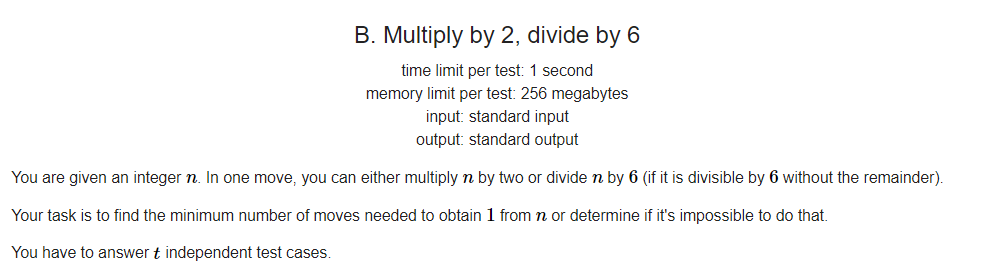 B. Multiply by 2, divide by 6
time limit per test: 1 second
memory limit per test: 256 megabytes
input: standard input
output: standard output
You are given an integer n. In one move, you can either multiply n by two or divide n by 6 (if it is divisible by 6 without the remainder).
Your task is to find the minimum number of moves needed to obtain 1 from n or determine if it's impossible to do that.
You have to answer t independent test cases.